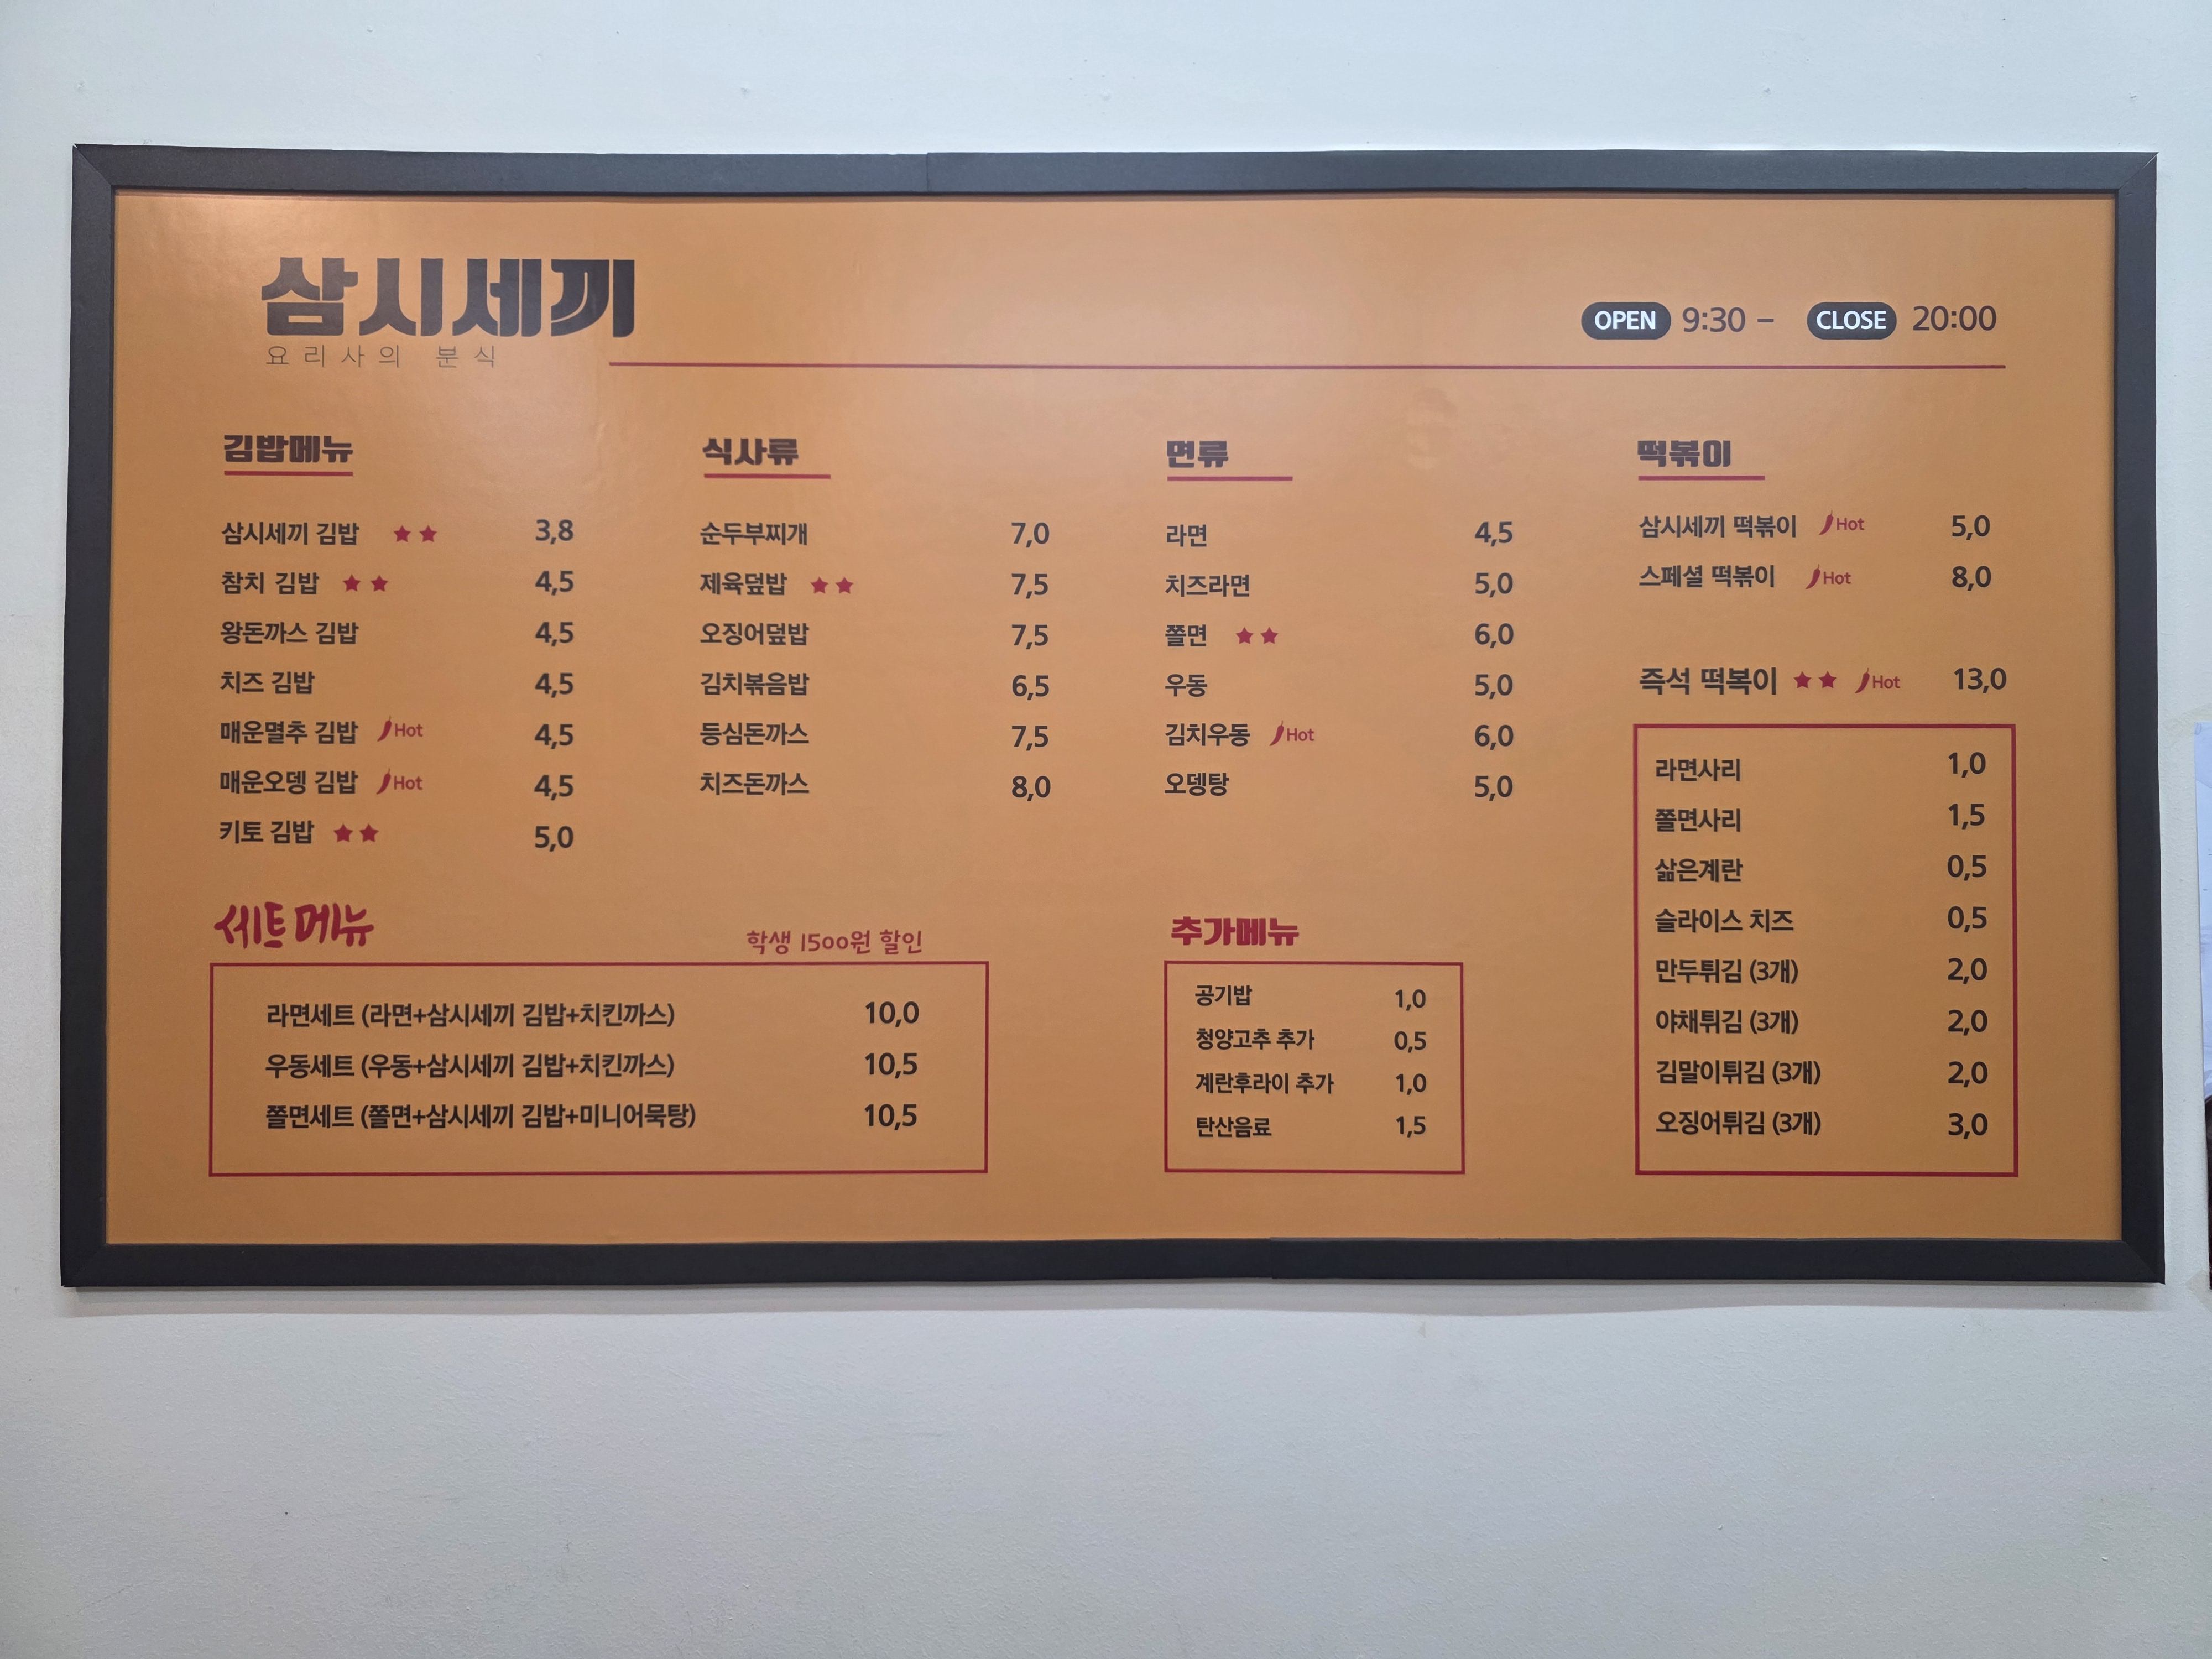 삼시세끼
요리사의 분식
OPEN 9:30 – CLOSE 20:00
김밥메뉴
삼시세끼 김밥 ★★ 3,8
참치 김밥 ★★ 4,5
왕돈까스 김밥 4,5
치즈 김밥 4,5
매운멸추 김밥 Hot 4,5
매운오뎅 김밥 Hot 4,5
키토 김밥 ★★ 5,0
식사류
순두부찌개 7,0
제육덮밥 ★★ 7,5
오징어덮밥 7,5
김치볶음밥 6,5
등심돈까스 7,5
치즈돈까스 8,0
면류
라면 4,5
치즈라면 5,0
쫄면 ★★ 6,0
우동 5,0
김치우동 Hot 6,0
오뎅탕 5,0
떡볶이
삼시세끼 떡볶이 Hot 5,0
스페셜 떡볶이 Hot 8,0
즉석 떡볶이 ★★ Hot 13,0
라면사리 1,0
쫄면사리 1,5
삶은계란 0,5
슬라이스 치즈 0,5
만두튀김 (3개) 2,0
야채튀김 (3개) 2,0
김말이튀김 (3개) 2,0
오징어튀김 (3개) 3,0
세트메뉴
학생 1500원 할인
라면세트 (라면+삼시세끼 김밥+치킨까스) 10,0
우동세트 (우동+삼시세끼 김밥+치킨까스) 10,5
쫄면세트 (쫄면+삼시세끼 김밥+미니어묵탕) 10,5
추가메뉴
공기밥 1,0
청양고추 추가 0,5
계란후라이 추가 1,0
탄산음료 1,5